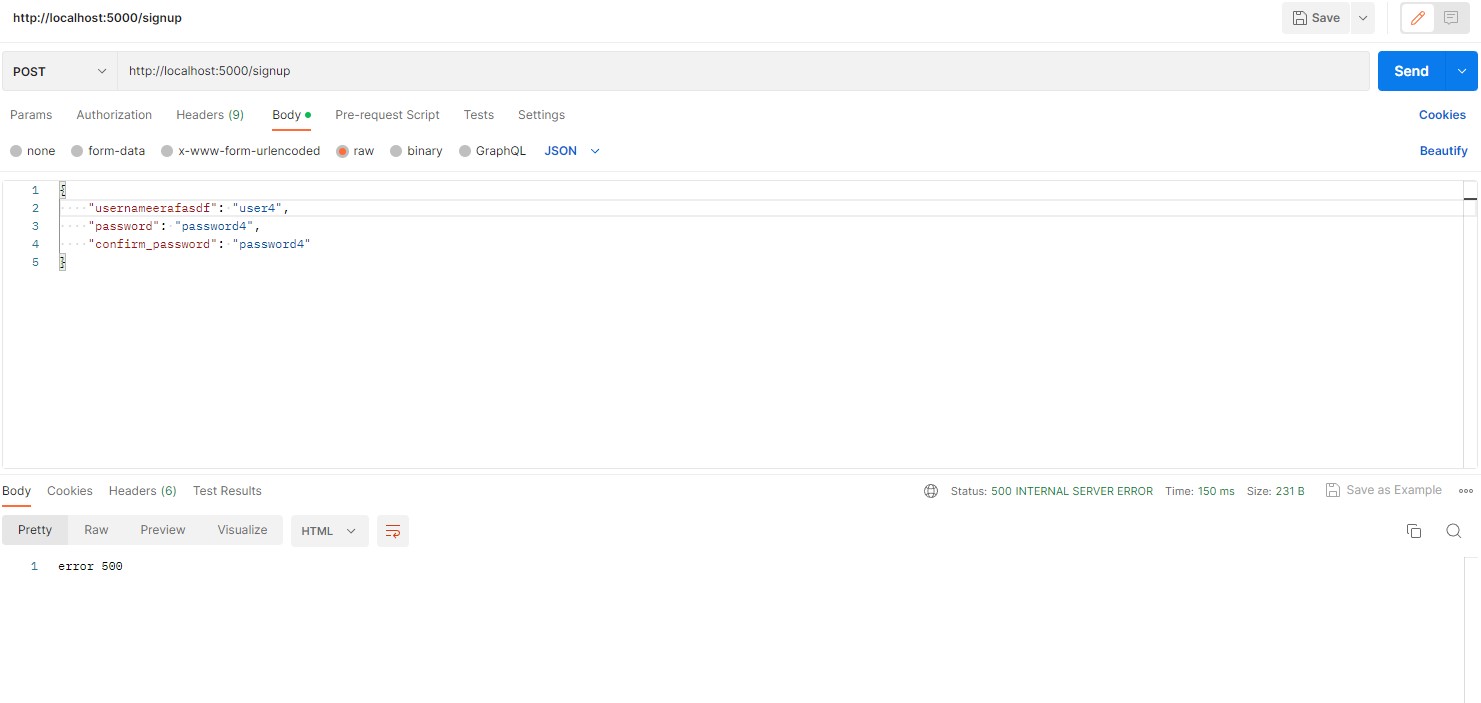 http://localhost:5000/signup
Save
POST
http://localhost:5000/signup
Send
Params Authorization Headers (9) Body Pre-request Script Tests Settings Cookies
none form-data x-www-form-urlencoded raw binary GraphQL JSON Beautify
1 {
2 "usernameerafasdf": "user4",
3 "password": "password4",
4 "confirm_password": "password4"
5 }
Body Cookies Headers (6) Test Results Status: 500 INTERNAL SERVER ERROR Time: 150 ms Size: 231 B Save as Example
Pretty Raw Preview Visualize HTML
1 error 500